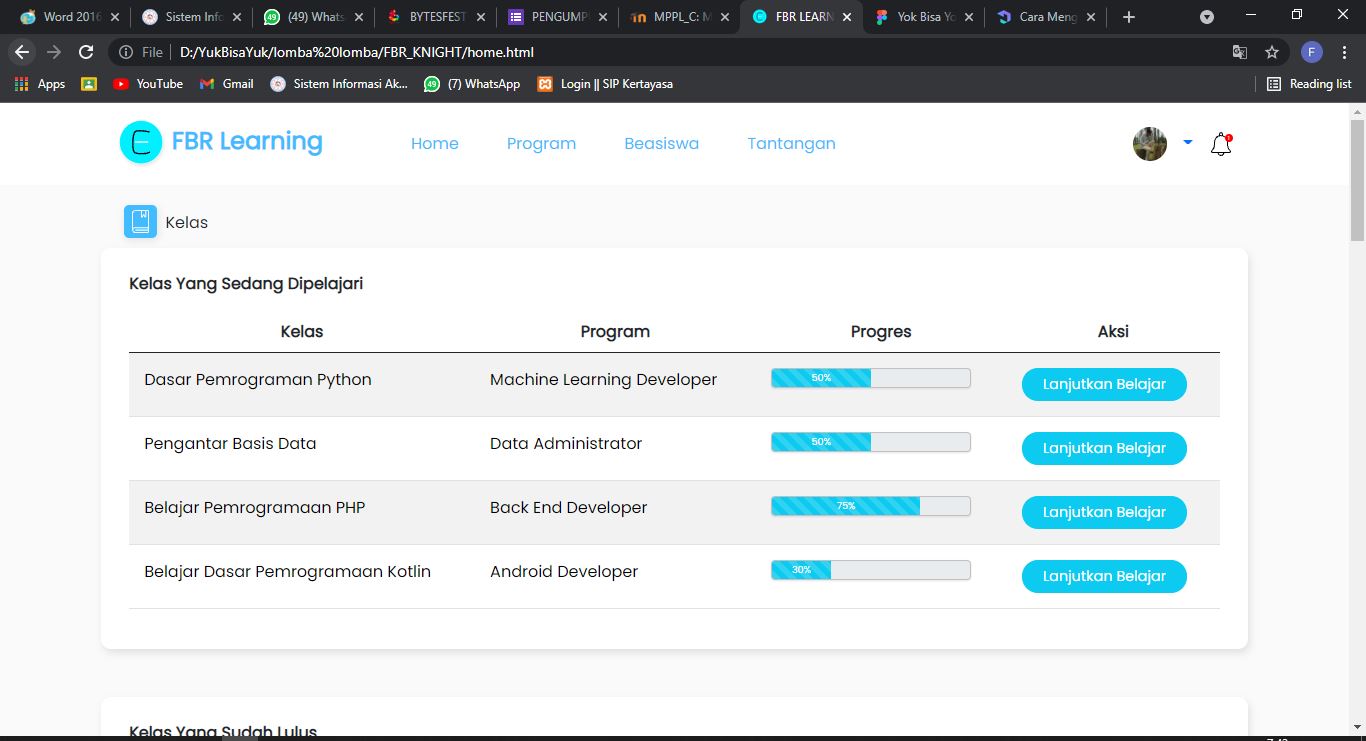 Word 2016 Sistem Info (49) Whats BYTESFEST PENGUMP MPPL_C: M FBR LEARN Yok Bisa Yo Cara Meng
File D:/YukBisaYuk/lomba%20lomba/FBR_KNIGHT/home.html F
Apps YouTube Gmail Sistem Informasi Ak... (7) WhatsApp Login || SIP Kertayasa Reading list
FBR Learning Home Program Beasiswa Tantangan
Kelas
Kelas Yang Sedang Dipelajari
Kelas Program Progres Aksi
Dasar Pemrograman Python Machine Learning Developer 50% Lanjutkan Belajar
Pengantar Basis Data Data Administrator 50% Lanjutkan Belajar
Belajar Pemrogramaan PHP Back End Developer 75% Lanjutkan Belajar
Belajar Dasar Pemrogramaan Kotlin Android Developer 30% Lanjutkan Belajar
Kelas Yang Sudah Lulus